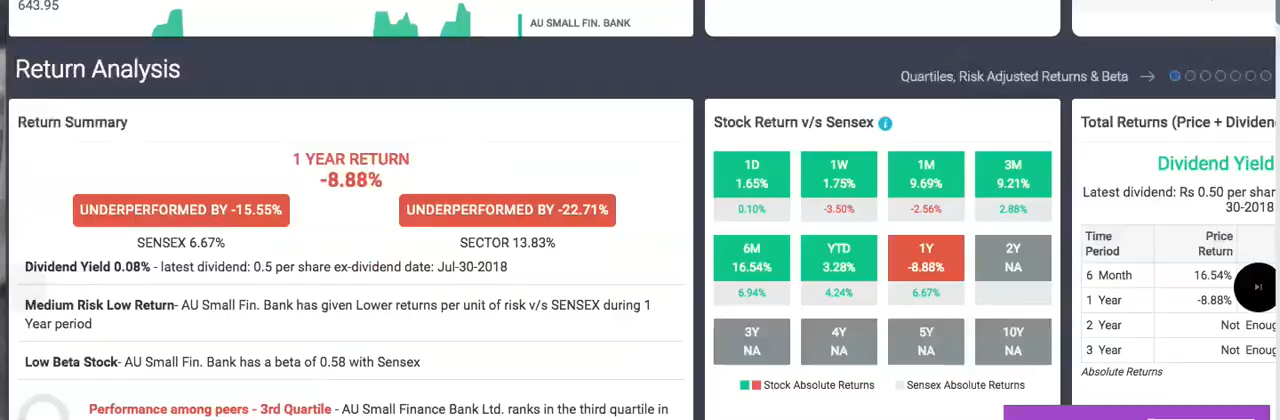 643.95
AU SMALL FIN. BANK
Return Analysis
Quartiles, Risk Adjusted Returns & Beta
Return Summary
1 YEAR RETURN
-8.88%
UNDERPERFORMED BY -15.55%
UNDERPERFORMED BY -22.71%
SENSEX 6.67%
SECTOR 13.83%
Dividend Yield 0.08% - latest dividend: 0.5 per share ex-dividend date: Jul-30-2018
Medium Risk Low Return- AU Small Fin. Bank has given Lower returns per unit of risk v/s SENSEX during 1
Year period
Low Beta Stock- AU Small Fin. Bank has a beta of 0.58 with Sensex
Performance among peers - 3rd Quartile - AU Small Finance Bank Ltd. ranks in the third quartile in
Stock Return v/s Sensex
1D 1W 1M 3M
1.65% 1.75% 9.69% 9.21%
0.10% -3.50% -2.56% 2.88%
6M YTD 1Y 2Y
16.54% 3.28% -8.88% NA
6.94% 4.24% 6.67%
3Y 4Y 5Y 10Y
NA NA NA NA
Stock Absolute Returns Sensex Absolute Returns
Total Returns (Price + Dividen
Dividend Yield
Latest dividend: Rs 0.50 per shar
30-2018
Time Price
Period Return
6 Month 16.54%
1 Year -8.88%
2 Year Not Enoug
3 Year Not Enoug
Absolute Returns